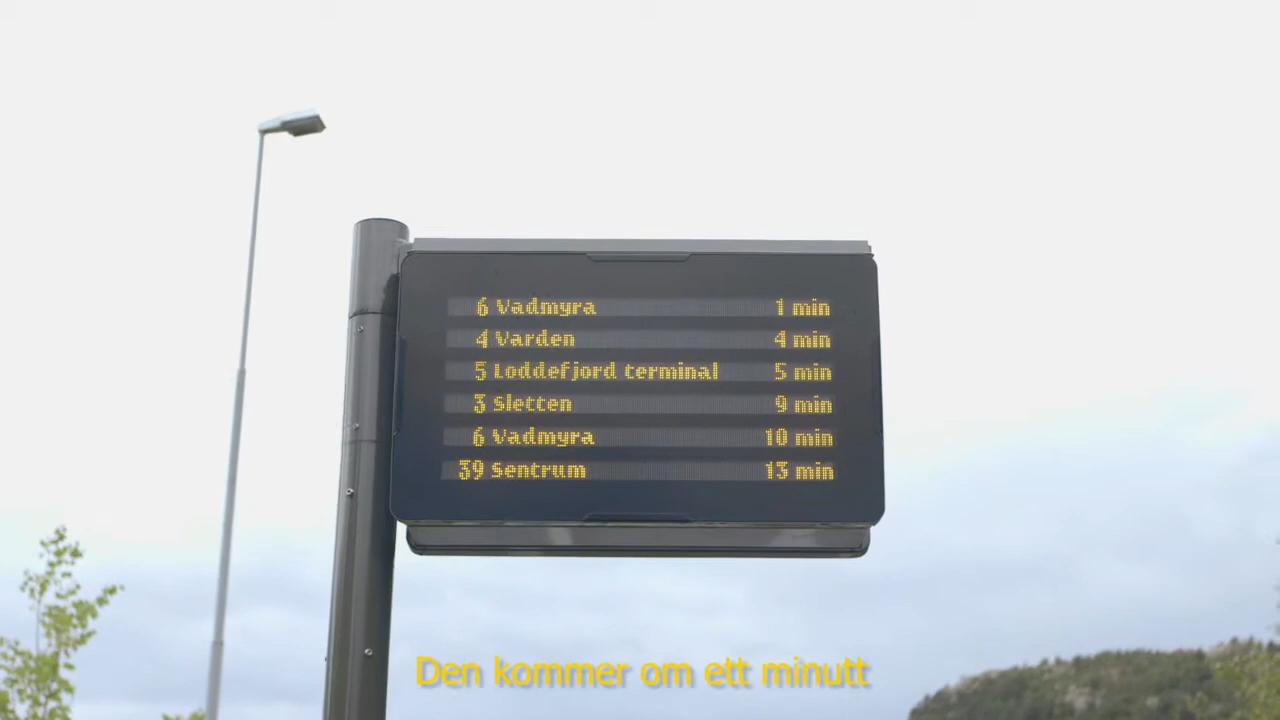 6 Vadmyra 1 min
4 Varden 4 min
5 Loddefjord terminal 5 min
3 Sletten 9 min
6 Vadmyra 10 min
39 Sentrum 13 min
Den kommer om ett minutt